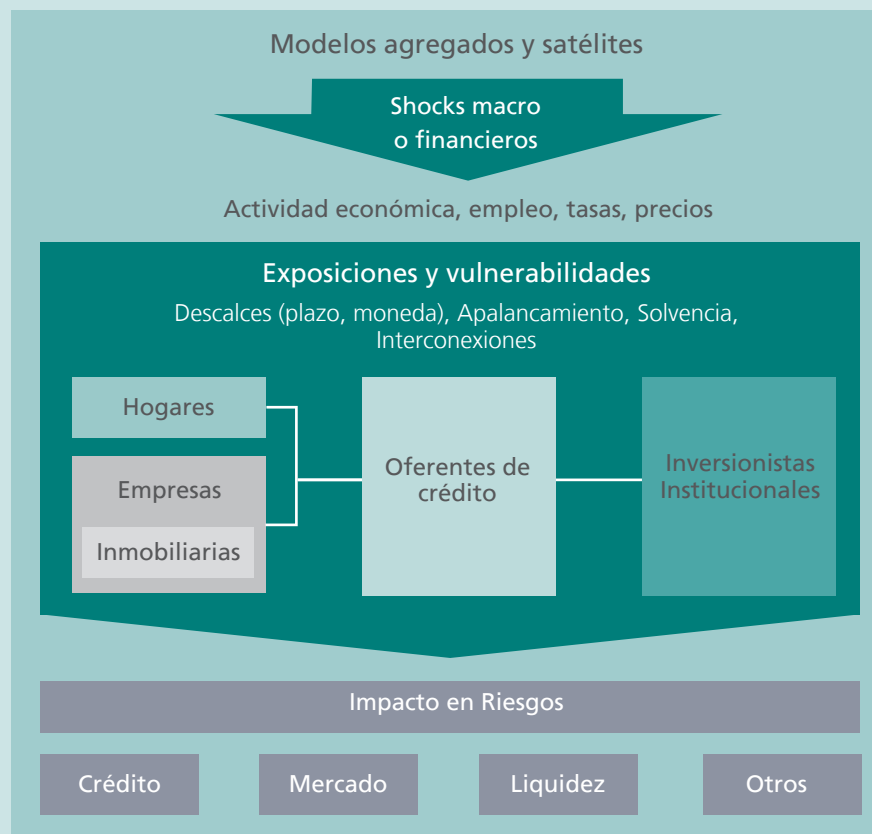 Modelos agregados y satélites
Shocks macro
o financieros
Actividad económica, empleo, tasas, precios
Exposiciones y vulnerabilidades
Descalces (plazo, moneda), Apalancamiento, Solvencia,
Interconexiones
Hogares
Empresas
Inmobiliarias
Oferentes de
crédito
Inversionistas
Institucionales
Impacto en Riesgos
Crédito
Mercado
Liquidez
Otros